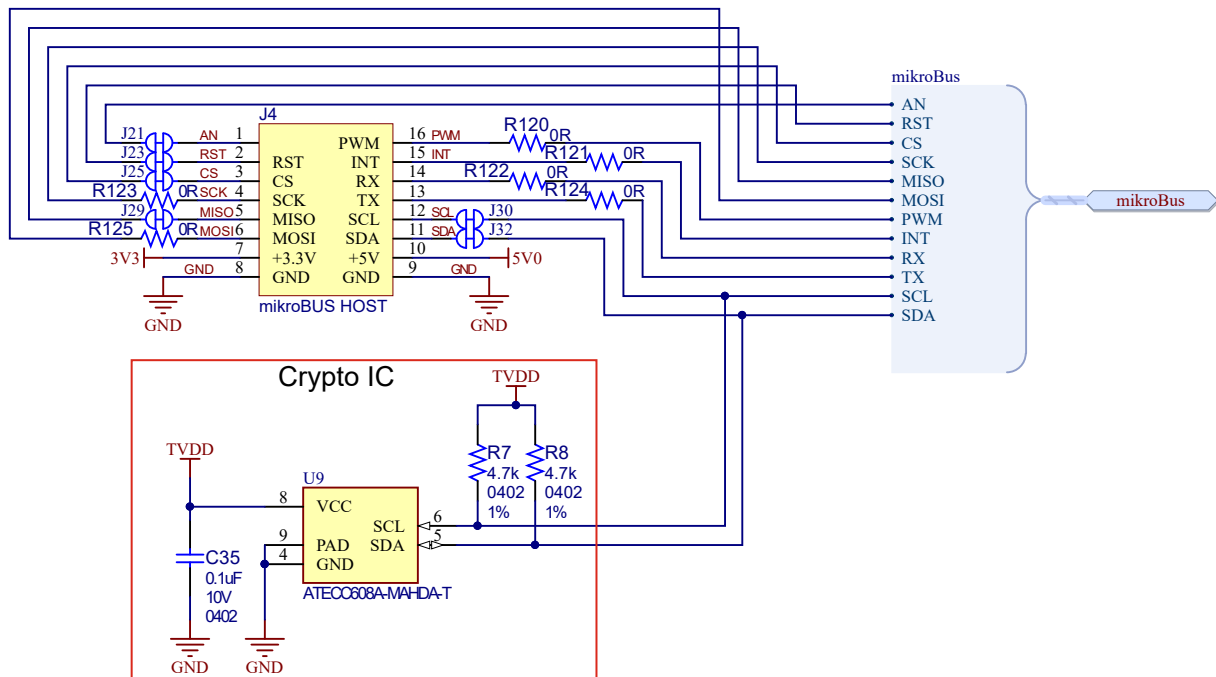 mikroBus
J4
AN
RST
CS
SCK
MISO
MOSI
PWM
INT
RX
TX
SCL
SDA
mikroBus
J21 AN 1
J23 RST 2 RST
J25 CS 3 CS
R123 0R SCK 4 SCK
J29 MISO 5 MISO
R125 0R MOSI 6 MOSI
3V3 7 +3.3V
GND 8 GND
PWM 16 PWM R120 0R
INT 15 INT R121 0R
RX 14 R122 0R
TX 13 R124 0R
SCL 12 SCL J30
SDA 11 SDA J32
+5V 10 5V0
GND 9 GND
mikroBUS HOST
GND
GND
Crypto IC
TVDD
TVDD
R7
4.7k
0402
1%
R8
4.7k
0402
1%
U9
8 VCC
9 PAD
4 GND
SCL 6
SDA 5
ATECC608A-MAHDA-T
C35
0.1uF
10V
0402
GND
GND